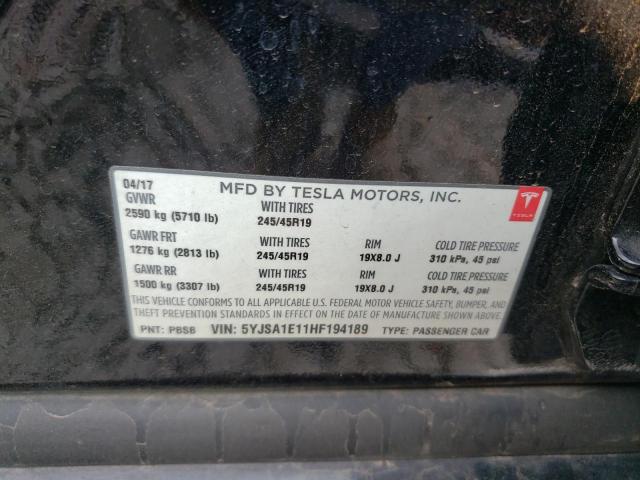 04/17 MFD BY TESLA MOTORS, INC.
GVWR WITH TIRES
2590 kg (5710 lb) 245/45R19
TESLA
GAWR FRT WITH TIRES RIM COLD TIRE PRESSURE
1276 kg (2813 lb) 245/45R19 19X8.0 J 310 kPs, 45 psi
GAWR RR WITH TIRES RIM COLD TIRE PRESSURE
1500 kg (3307 lb) 245/45R19 19X8.0 J 310 kPs, 45 psi
THIS VEHICLE CONFORMS TO ALL APPLICABLE U.S. FEDERAL MOTOR VEHICLE SAFETY, BUMPER, AND
THEFT PREVENTION STANDARDS IN EFFECT ON THE DATE OF MANUFACTURE SHOWN ABOVE.
PNT: PBSB VIN: 5YJSA1E11HF194189 TYPE: PASSENGER CAR